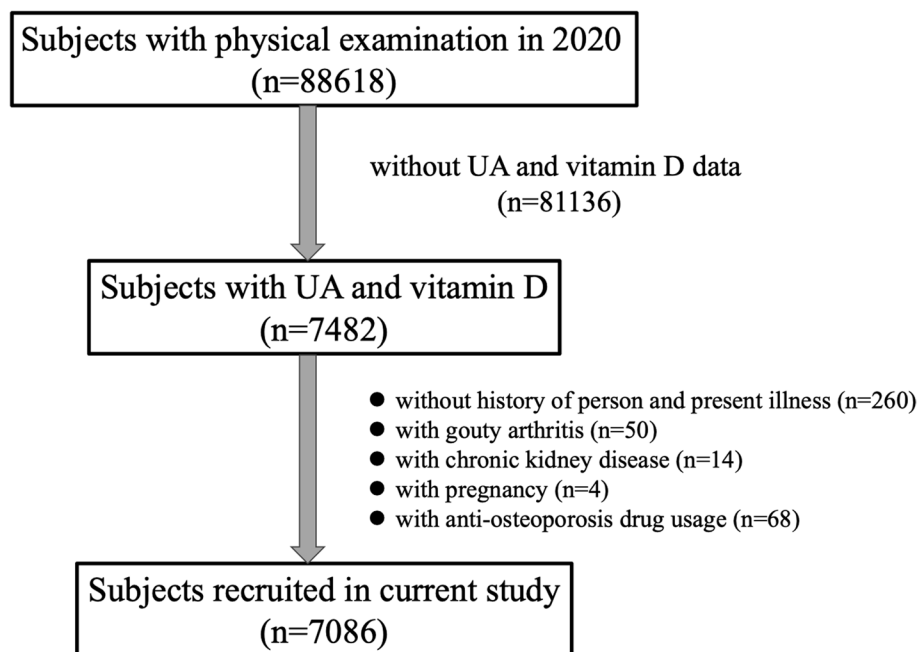 Subjects with physical examination in 2020
(n=88618)
without UA and vitamin D data
(n=81136)
Subjects with UA and vitamin D
(n=7482)
● without history of person and present illness (n=260)
● with gouty arthritis (n=50)
● with chronic kidney disease (n=14)
● with pregnancy (n=4)
● with anti-osteoporosis drug usage (n=68)
Subjects recruited in current study
(n=7086)